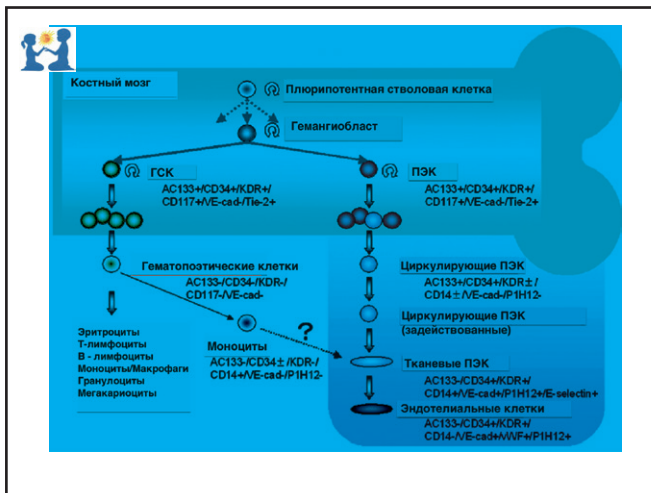 Костный мозг
Плюрипотентная стволовая клетка
Гемангиобласт
ГСК
AC133+/CD34+/KDR+/
CD117+/VE-cad-/Tie-2+
ПЭК
AC133+/CD34+/KDR+/
CD117+/VE-cad-/Tie-2+
Гематопоэтические клетки
AC133-/CD34-/KDR-/
CD117-/VE-cad-
Циркулирующие ПЭК
AC133+/CD34+/KDR±/
CD14±/VE-cad-/P1H12-
Циркулирующие ПЭК
(задействованные)
?
Эритроциты
Т-лимфоциты
В - лимфоциты
Моноциты/Макрофаги
Гранулоциты
Мегакариоциты
Моноциты
AC133-/CD34±/KDR-/
CD14+/VE-cad-/P1H12-
Тканевые ПЭК
AC133-/CD34+/KDR+/
CD14+/VE-cad+/P1H12+/E-selectin+
Эндотелиальные клетки
AC133-/CD34+/KDR+/
CD14-/VE-cad+/vWF+/P1H12+